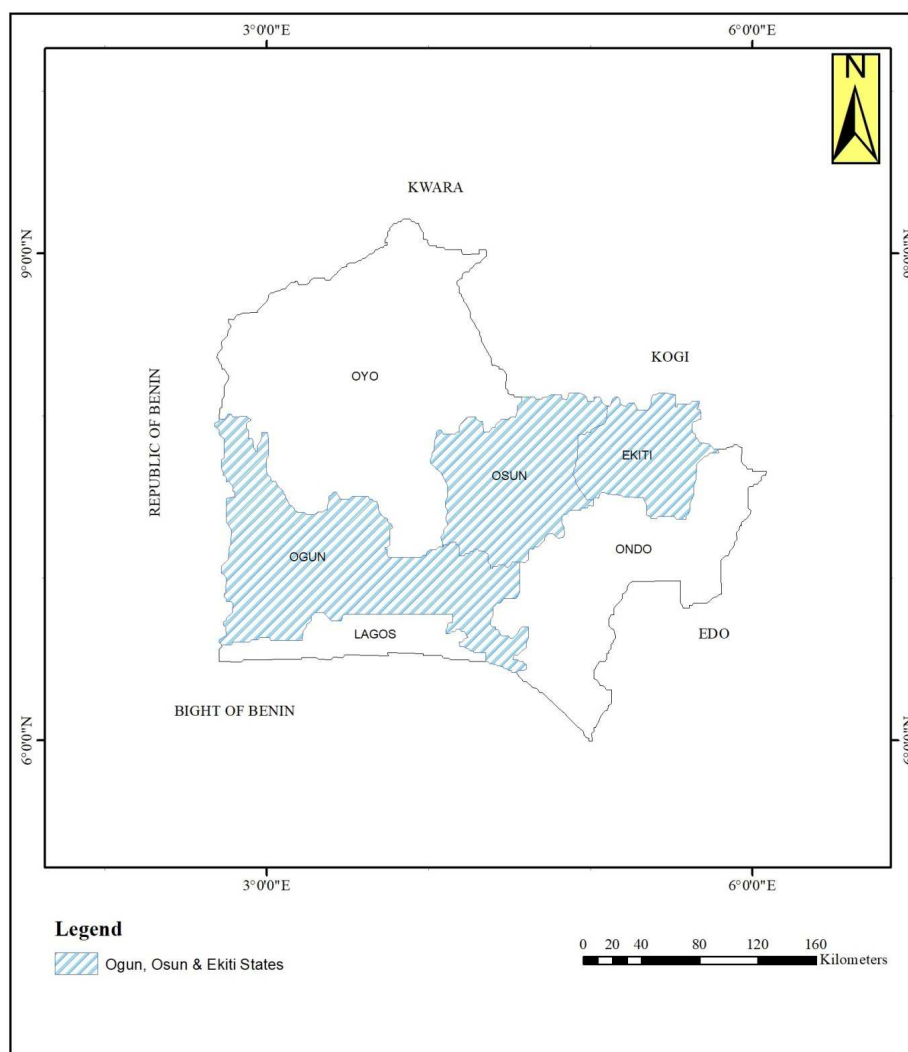 3°0'0"E
6°0'0"E
N
KWARA
9°0'0"N
9°0'0"N
KOGI
OYO
REPUBLIC OF BENIN
EKITI
OSUN
OGUN
ONDO
LAGOS
EDO
BIGHT OF BENIN
6°0'0"N
6°0'0"N
3°0'0"E
6°0'0"E
Legend
Ogun, Osun & Ekiti States
0 20 40 80 120 160
Kilometers